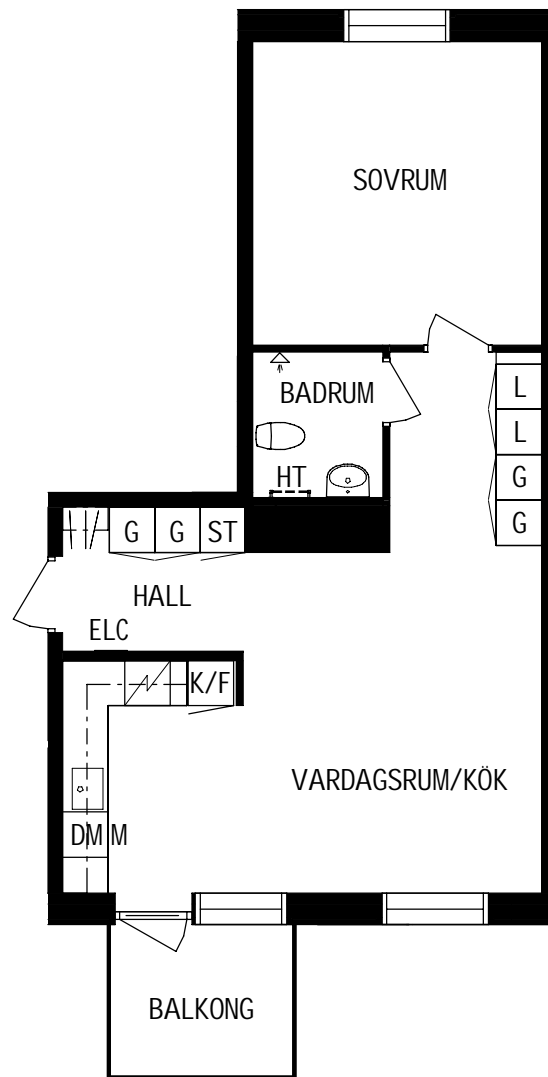 SOVRUM
BADRUM
L
L
HT
G
G
G G ST
HALL
ELC
K/F
VARDAGSRUM/KÖK
DM M
BALKONG